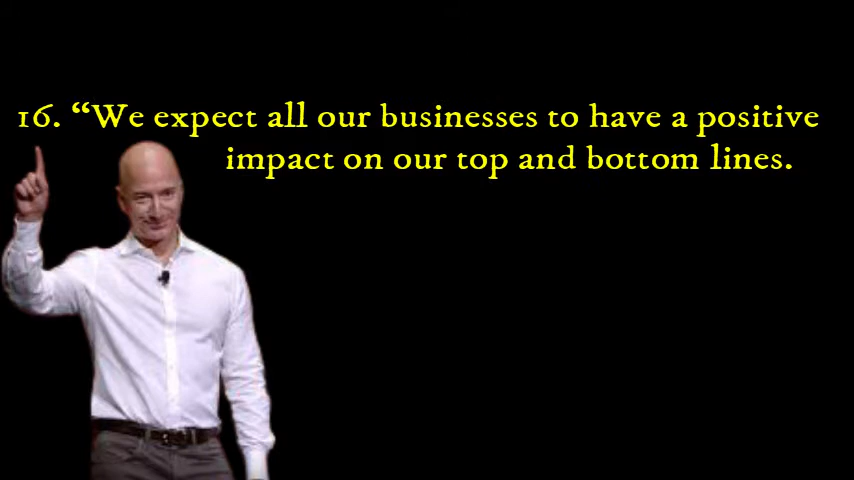 16. “We expect all our businesses to have a positive
impact on our top and bottom lines.